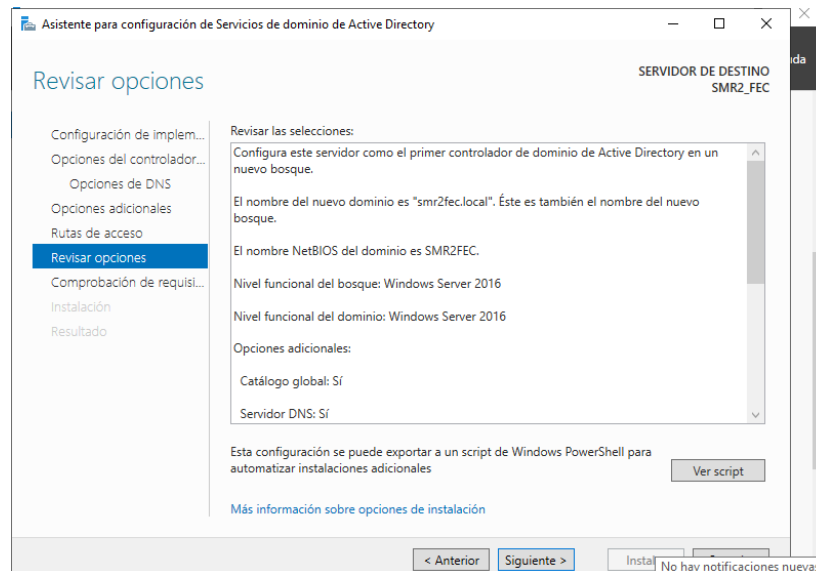 Asistente para configuración de Servicios de dominio de Active Directory
uda
Revisar opciones
SERVIDOR DE DESTINO
SMR2_FEC
Configuración de implem...
Opciones del controlador...
Opciones de DNS
Opciones adicionales
Rutas de acceso
Revisar opciones
Comprobación de requisi...
Instalación
Resultado
Revisar las selecciones:
Configura este servidor como el primer controlador de dominio de Active Directory en un
nuevo bosque.
El nombre del nuevo dominio es "smr2fec.local". Éste es también el nombre del nuevo
bosque.
El nombre NetBIOS del dominio es SMR2FEC.
Nivel funcional del bosque: Windows Server 2016
Nivel funcional del dominio: Windows Server 2016
Opciones adicionales:
Catálogo global: Sí
Servidor DNS: Sí
Esta configuración se puede exportar a un script de Windows PowerShell para
automatizar instalaciones adicionales
Ver script
Más información sobre opciones de instalación
< Anterior
Siguiente >
Instal
No hay notificaciones nuevas